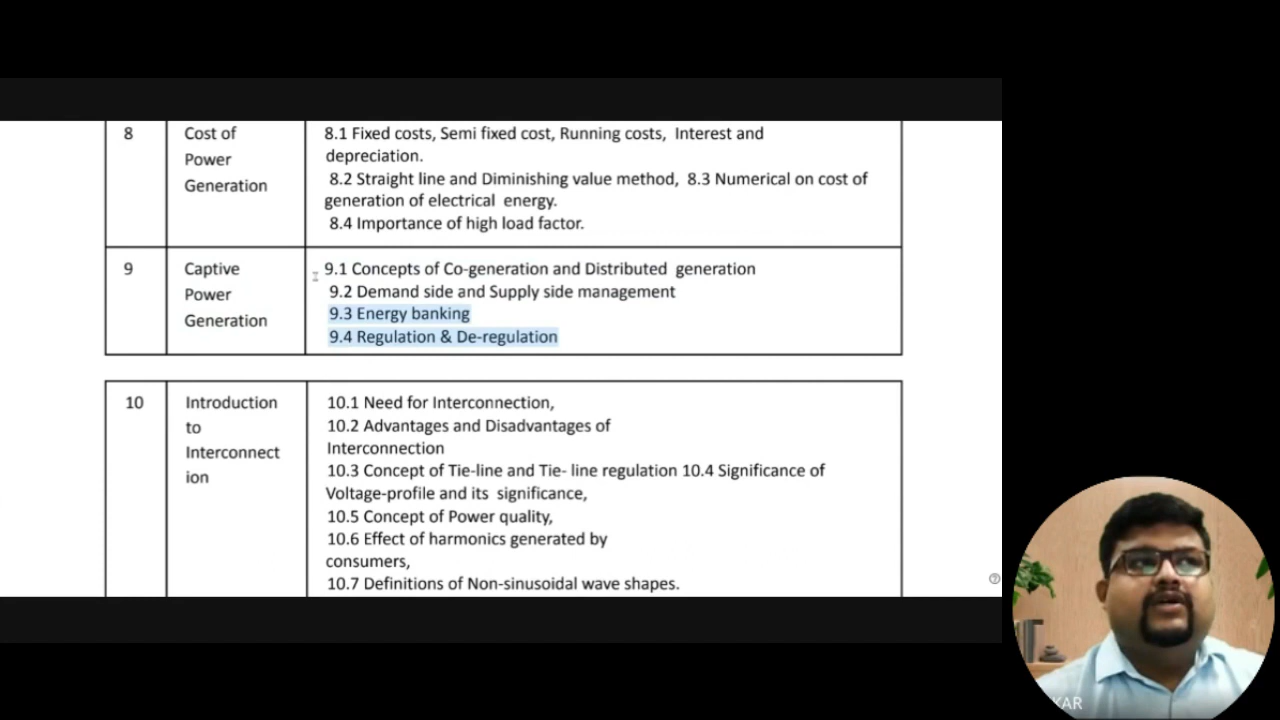 8
Cost of
Power
Generation
8.1 Fixed costs, Semi fixed cost, Running costs, Interest and
depreciation.
8.2 Straight line and Diminishing value method, 8.3 Numerical on cost of
generation of electrical energy.
8.4 Importance of high load factor.
9
Captive
Power
Generation
9.1 Concepts of Co-generation and Distributed generation
9.2 Demand side and Supply side management
9.3 Energy banking
9.4 Regulation & De-regulation
10
Introduction
to
Interconnect
ion
10.1 Need for Interconnection,
10.2 Advantages and Disadvantages of
Interconnection
10.3 Concept of Tie-line and Tie- line regulation 10.4 Significance of
Voltage-profile and its significance,
10.5 Concept of Power quality,
10.6 Effect of harmonics generated by
consumers,
10.7 Definitions of Non-sinusoidal wave shapes.
KAR